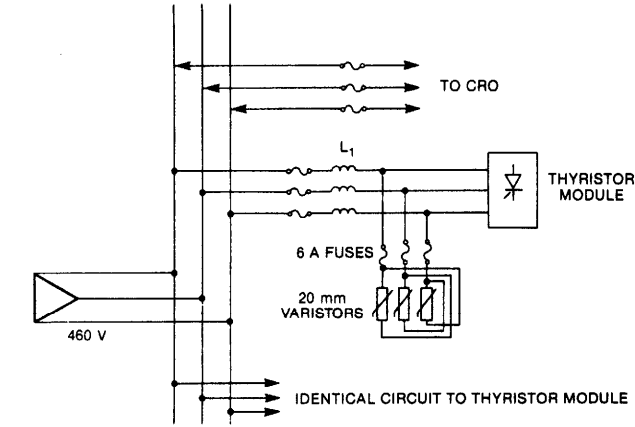 TO CRO
L1
THYRISTOR
MODULE
6 A FUSES
20 mm
VARISTORS
460 V
IDENTICAL CIRCUIT TO THYRISTOR MODULE